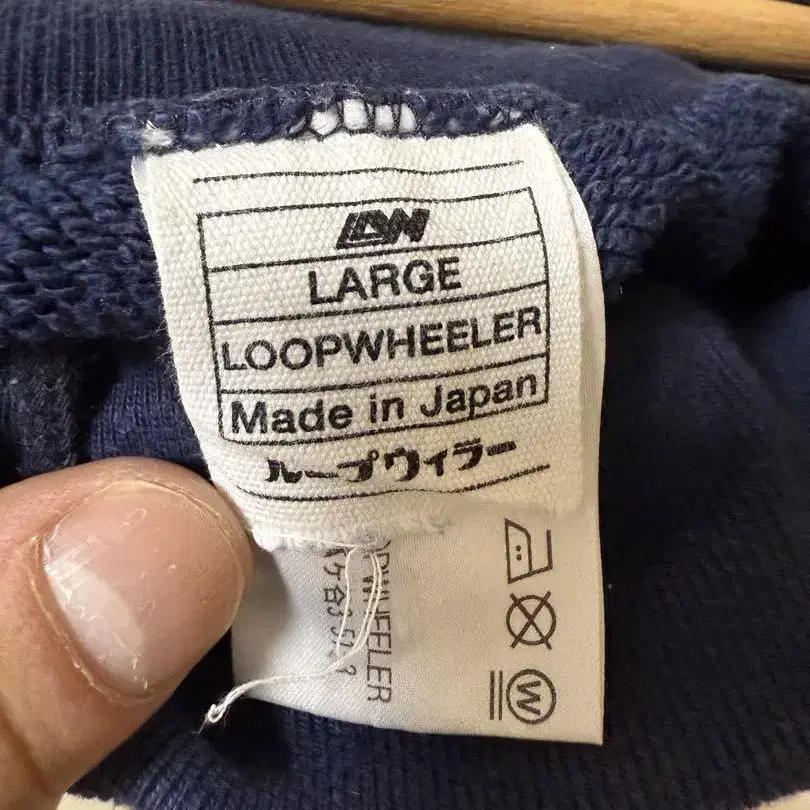 LW
LARGE
LOOPWHEELER
Made in Japan
ループウィラー
WHEELER
W